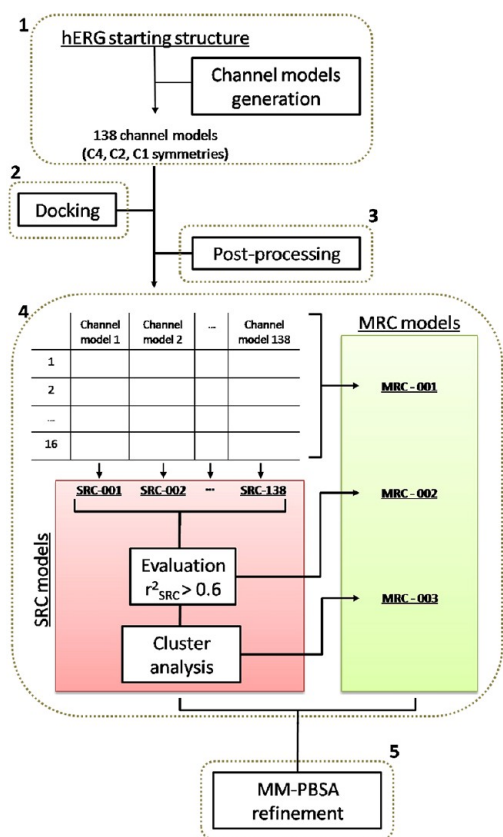 1
hERG starting structure
Channel models
generation
138 channel models
(C4, C2, C1 symmetries)
2
Docking
3
Post-processing
4
Channel
model 1
Channel
model 2
...
Channel
model 138
1
2
...
16
MRC models
MRC - 001
MRC - 002
MRC - 003
SRC-001 SRC-002 --- SRC-138
SRC models
Evaluation
r²SRC > 0.6
Cluster
analysis
5
MM-PBSA
refinement